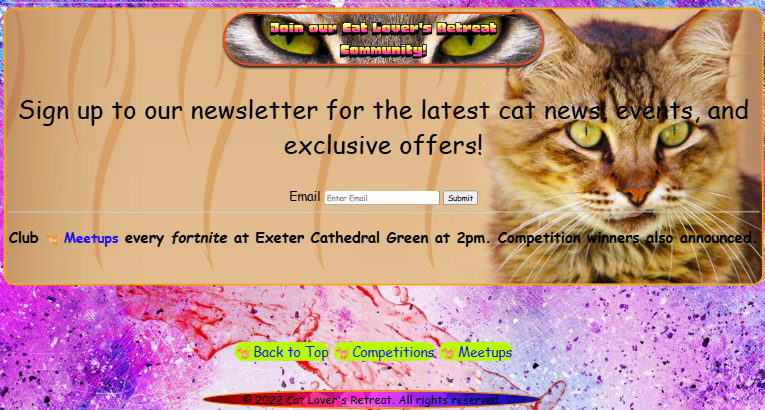 Join our Cat Lover's Retreat
Community!
Sign up to our newsletter for the latest cat news, events, and
exclusive offers!
Email Enter Email Submit
Club Meetups every fortnite at Exeter Cathedral Green at 2pm. Competition winners also announced.
Back to Top Competitions Meetups
© 2022 Cat Lover's Retreat. All rights reserved.